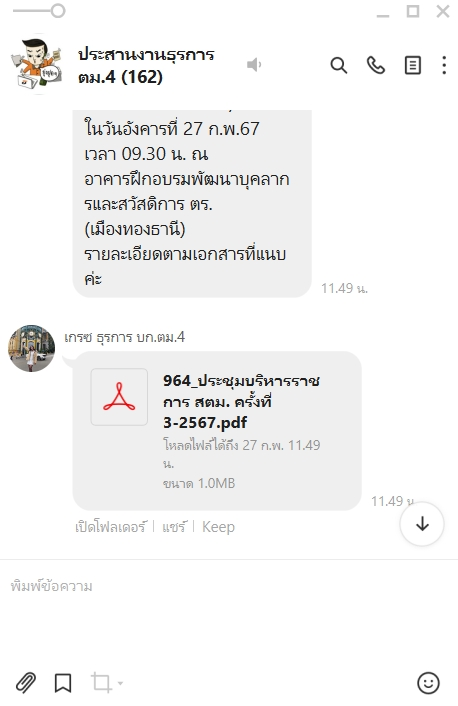 ประสานงานธุรการ
ตม.4 (162)
ในวันอังคารที่ 27 ก.พ.67
เวลา 09.30 น. ณ
อาคารฝึกอบรมพัฒนาบุคลาก
รและสวัสดิการ ตร.
(เมืองทองธานี)
รายละเอียดตามเอกสารที่แนบ
ค่ะ
11.49 น.
เกรซ ธุรการ บก.ตม.4
964_ประชุมบริหารราช
การ สตม. ครั้งที่
3-2567.pdf
โหลดไฟล์ได้ถึง 27 ก.พ. 11.49
น.
ขนาด 1.0MB
11.49 น
เปิดโฟลเดอร์ | แชร์ | Keep
พิมพ์ข้อความ